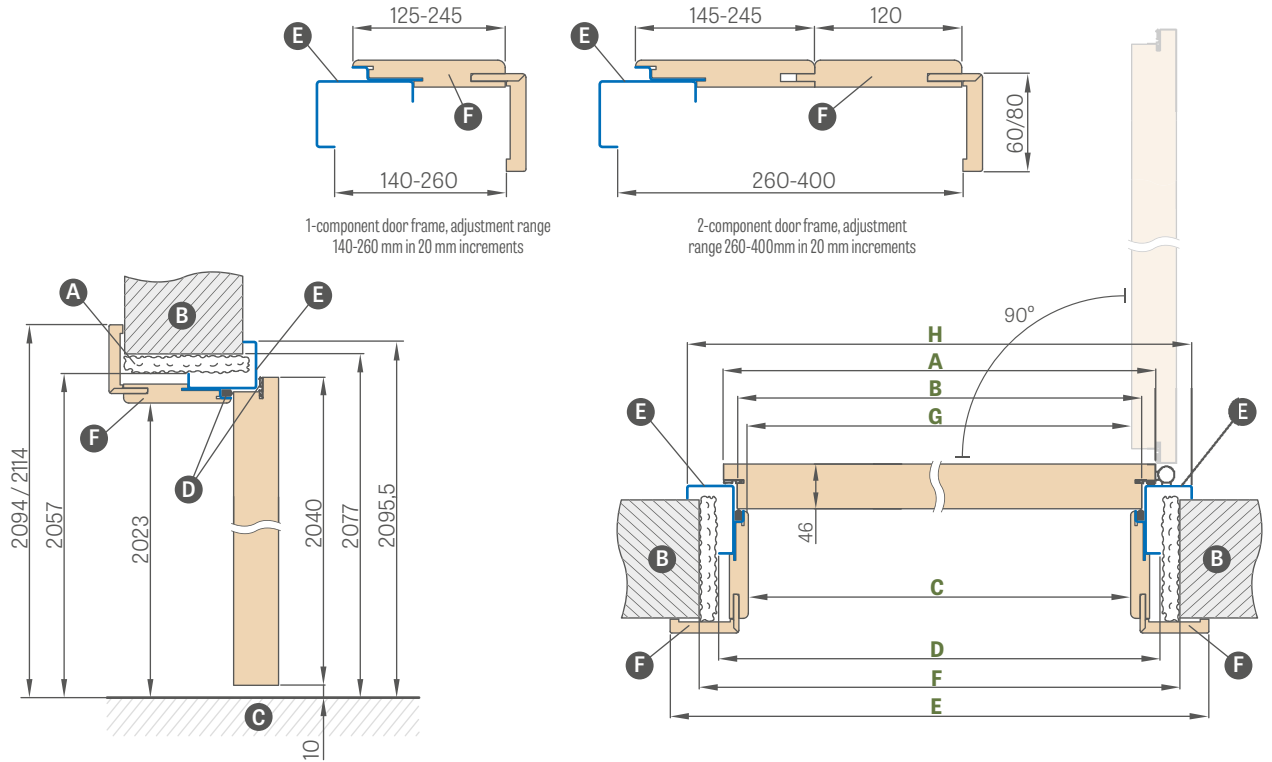 125-245
E
F
140-260
1-component door frame, adjustment range
140-260 mm in 20 mm increments
145-245
120
E
F
60/80
260-400
2-component door frame, adjustment
range 260-400mm in 20 mm increments
A
B
E
F
D
C
2094 / 2114
2057
2023
2040
2077
2095,5
10
90°
H
A
B
G
E
E
46
B
B
C
D
F
F
F
E